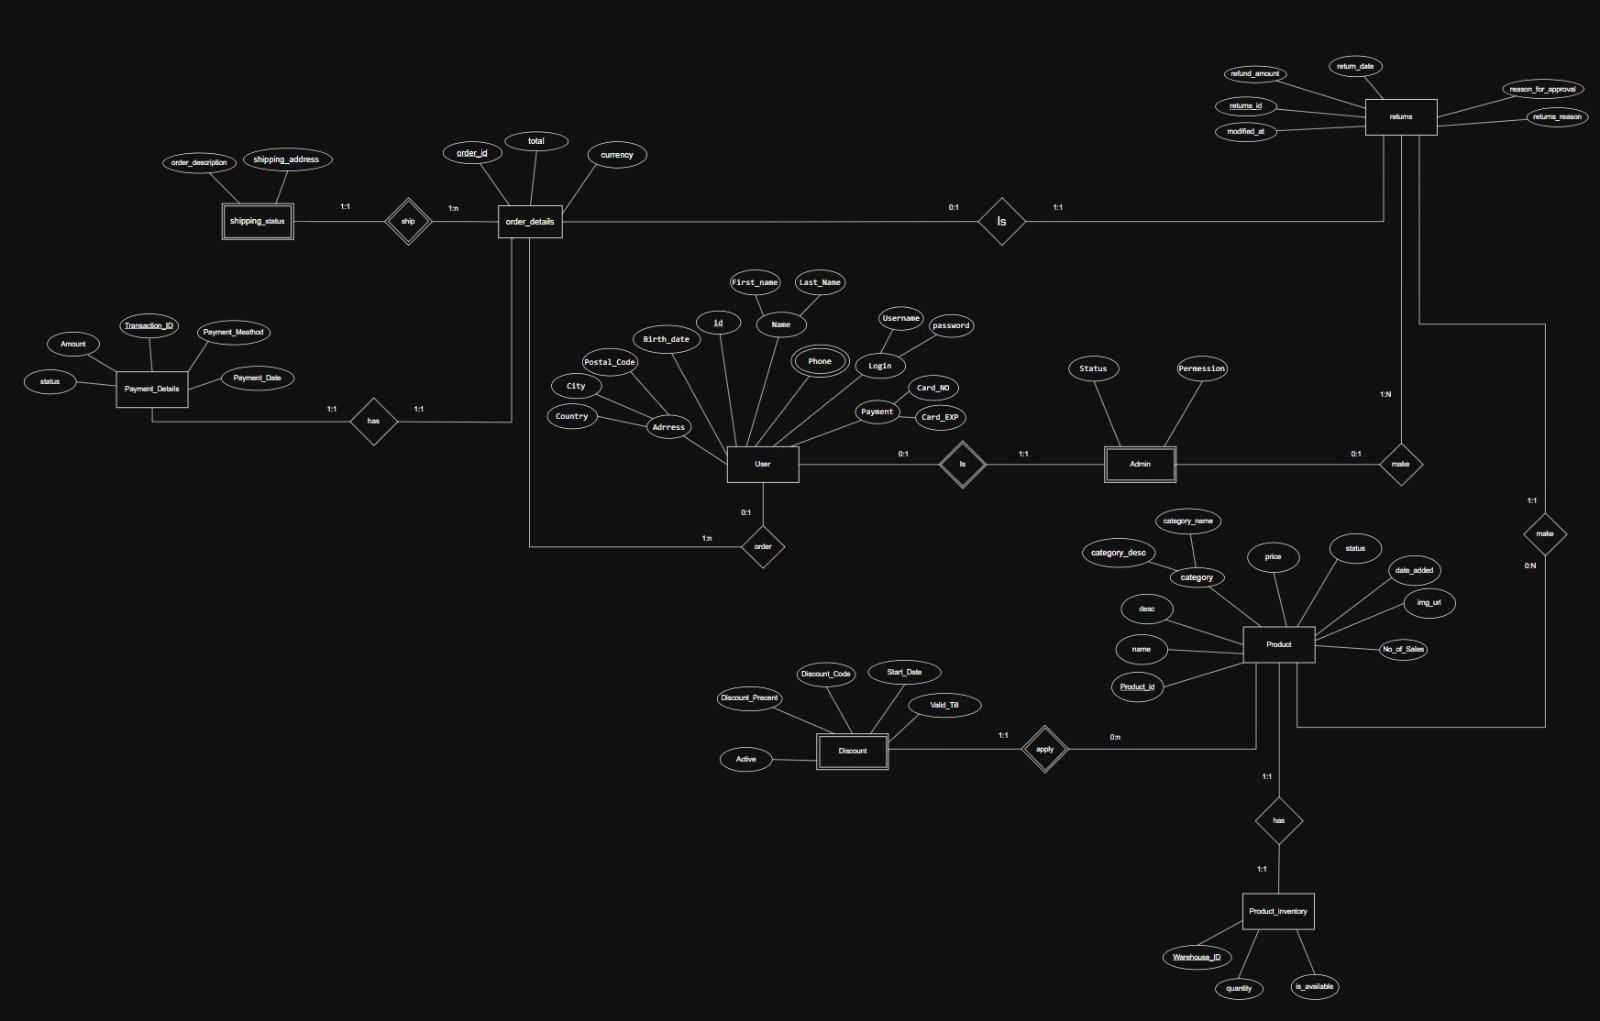 return_date
refund_amount
reason_for_approval
returns_id
returns
returns_reason
modified_at
total
order_id
currency
order_description
shipping_address
1:1
1:n
0:1
1:1
shipping_status
ship
order_details
Is
First_name
Last_Name
id
Name
Username
password
Birth_date
Transaction_ID
Payment_Meathod
Amount
Postal_Code
Phone
Login
Status
Permession
status
Payment_Details
Payment_Date
City
Card_NO
1:N
Country
Adrress
Payment
Card_EXP
1:1
1:1
has
0:1
1:1
0:1
User
Is
Admin
make
1:1
0:1
category_name
1:n
order
make
category_desc
price
status
0:N
category
date_added
desc
img_url
name
Product
No_of_Sales
Product_id
Discount_Code
Start_Date
Discount_Precent
Valid_Till
1:1
0:n
Active
Discount
apply
1:1
has
1:1
Product_inventory
Warehouse_ID
quantity
is_available